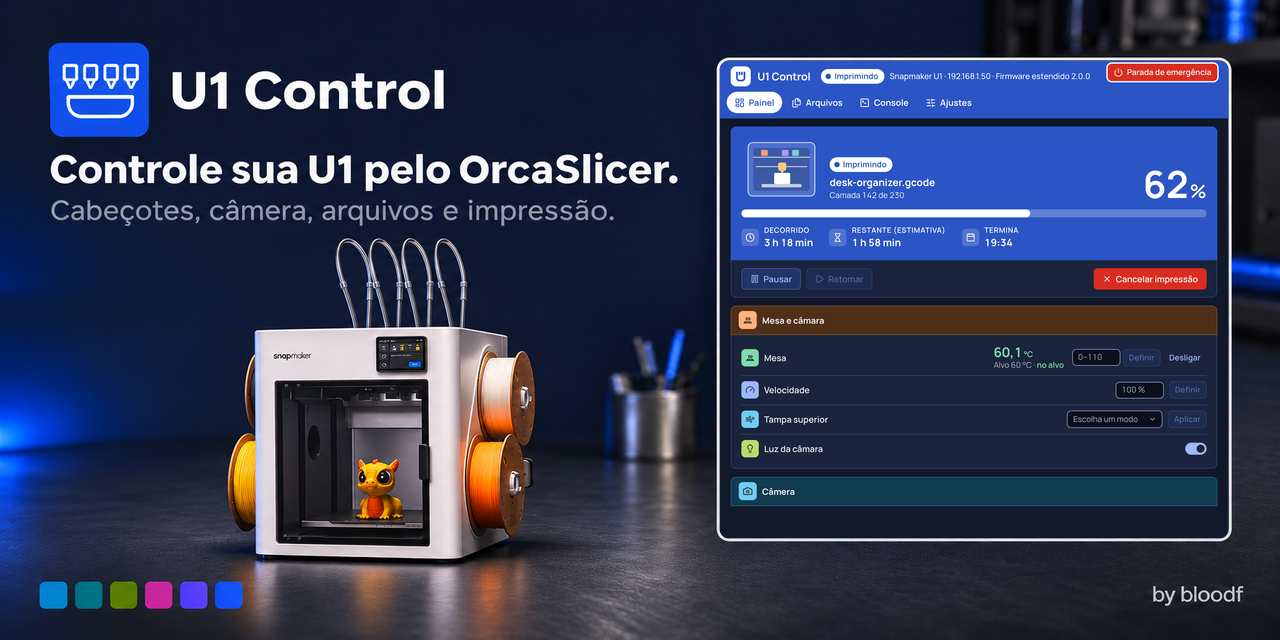 U1 Control
Controle sua U1 pelo OrcaSlicer.
Cabeçotes, câmera, arquivos e impressão.
snapmaker
U1 Control
Imprimindo
Snapmaker U1 · 192.168.1.50 · Firmware estendido 2.0.0
Parada de emergência
Painel
Arquivos
Console
Ajustes
Imprimindo
desk-organizer.gcode
Camada 142 de 230
62%
DECORRIDO
3 h 18 min
RESTANTE (ESTIMATIVA)
1 h 58 min
TERMINA
19:34
Pausar
Retomar
Cancelar impressão
Mesa e câmara
Mesa
60,1 °C
Alvo 60 °C · no alvo
0–110
Definir
Desligar
Velocidade
100 %
Definir
Tampa superior
Escolha um modo
Aplicar
Luz da câmara
Câmera
by bloodf